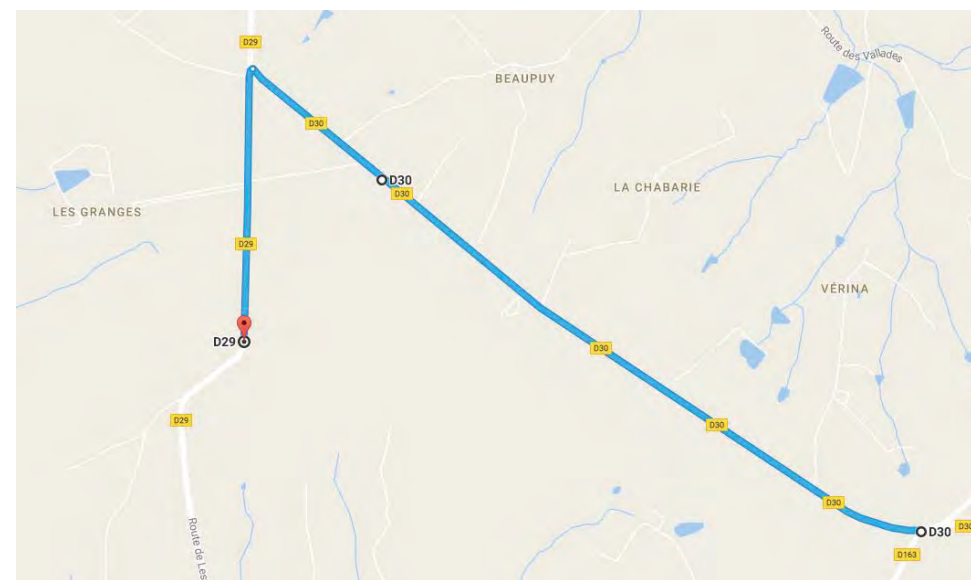 D29
Route des Vallades
BEAUPUY
D30
D30
D30
LA CHABARIE
LES GRANGES
D29
VÉRINA
D29
D30
D29
D30
D30
D30
D30
Route de Les
D163